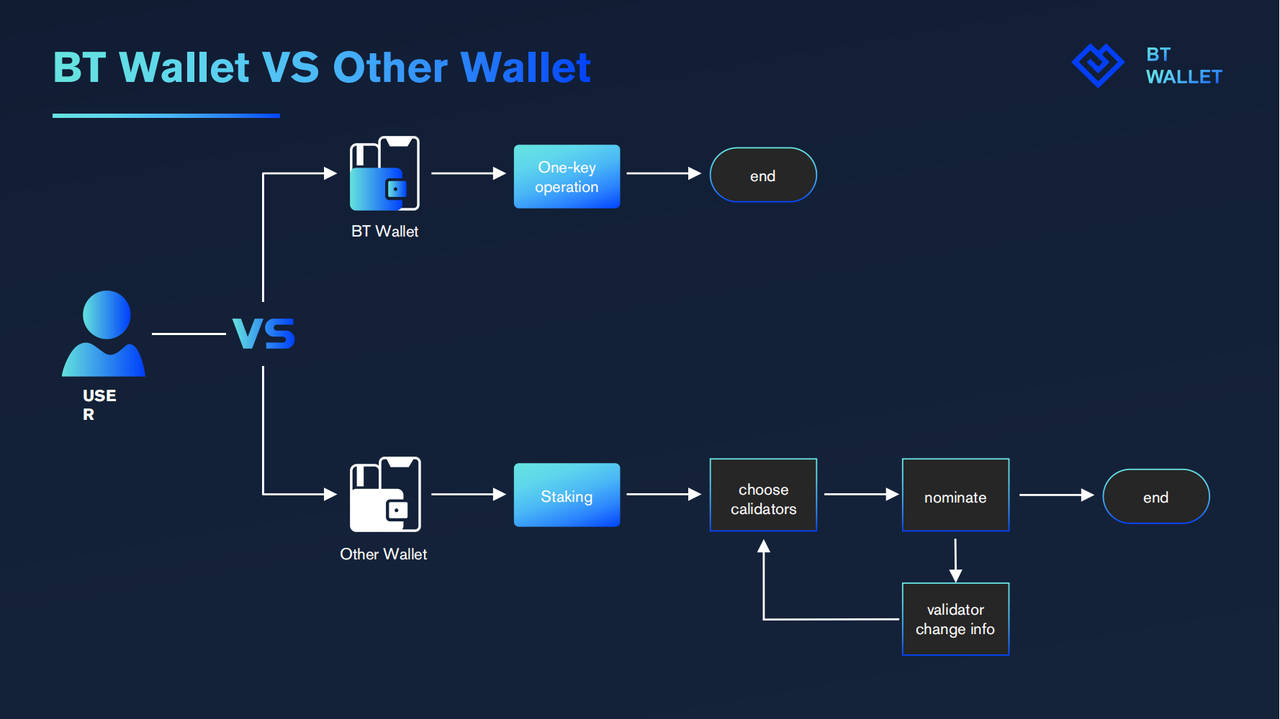 BT Wallet VS Other Wallet
BT
WALLET
One-key
operation
end
BT Wallet
VS
USE
R
Staking
choose
calidators
nominate
end
Other Wallet
validator
change info